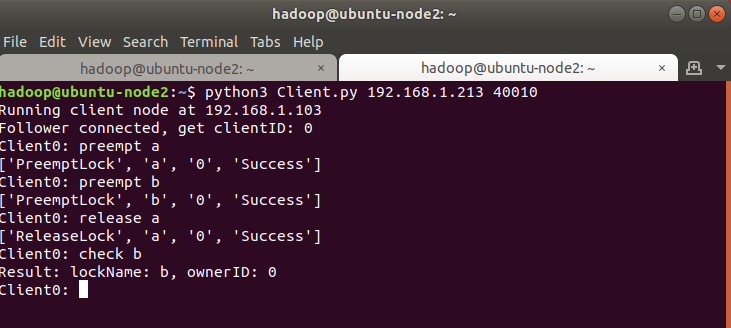 hadoop@ubuntu-node2: ~
File Edit View Search Terminal Tabs Help
hadoop@ubuntu-node2: ~ × hadoop@ubuntu-node2: ~ ×
hadoop@ubuntu-node2:~$ python3 Client.py 192.168.1.213 40010
Running client node at 192.168.1.103
Follower connected, get clientID: 0
Client0: preempt a
['PreemptLock', 'a', '0', 'Success']
Client0: preempt b
['PreemptLock', 'b', '0', 'Success']
Client0: release a
['ReleaseLock', 'a', '0', 'Success']
Client0: check b
Result: lockName: b, ownerID: 0
Client0: